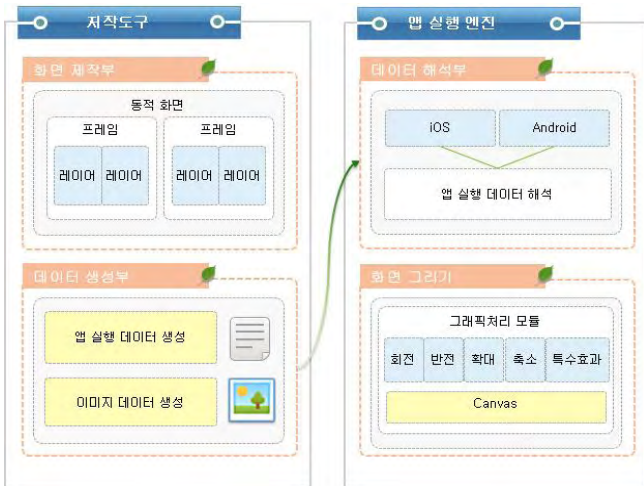 저작도구
화면 제작부
동적 화면
프레임
프레임
레이어 레이어
레이어 레이어
데이터 생성부
앱 실행 데이터 생성
이미지 데이터 생성
앱 실행 엔진
데이터 해석부
iOS
Android
앱 실행 데이터 해석
화면 그리기
그래픽처리 모듈
회전 반전 확대 축소 특수효과
Canvas